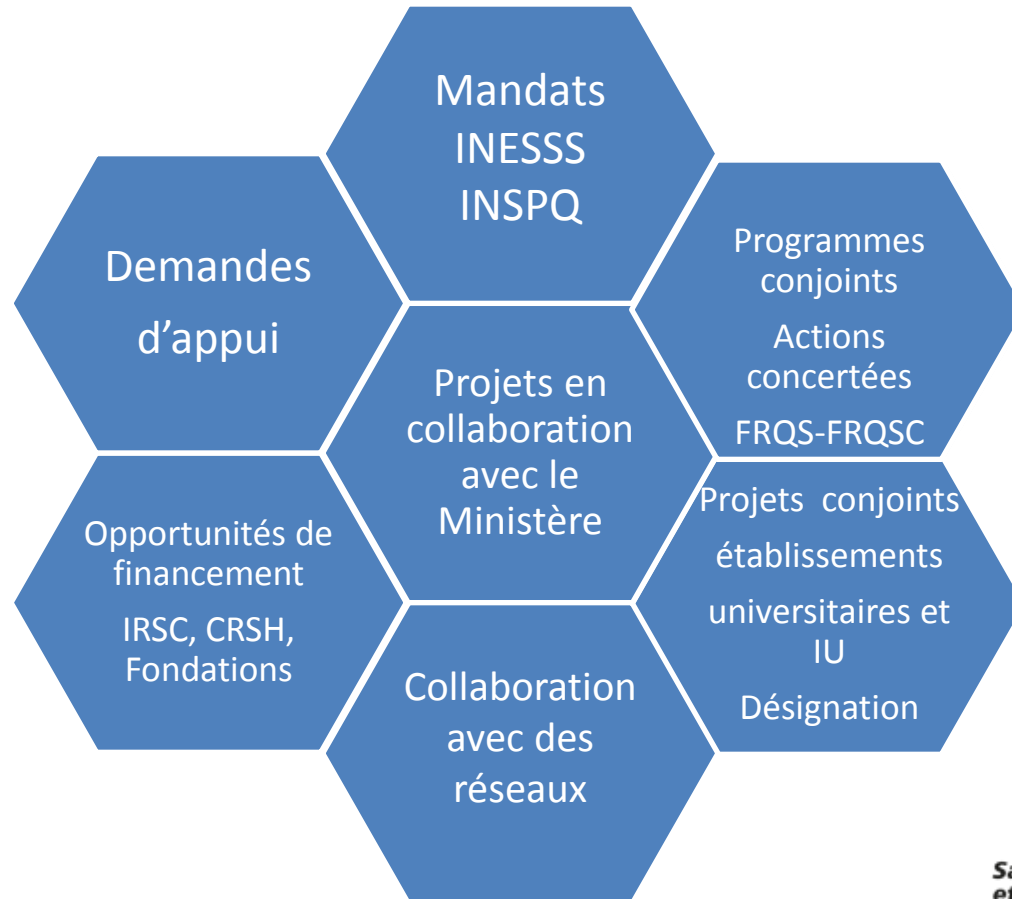 Mandats
INESSS
INSPQ
Demandes
d’appui
Programmes
conjoints
Actions
concertées
FRQS-FRQSC
Projets en
collaboration
avec le
Ministère
Opportunités de
financement
IRSC, CRSH,
Fondations
Projets conjoints
établissements
universitaires et
IU
Désignation
Collaboration
avec des
réseaux
et